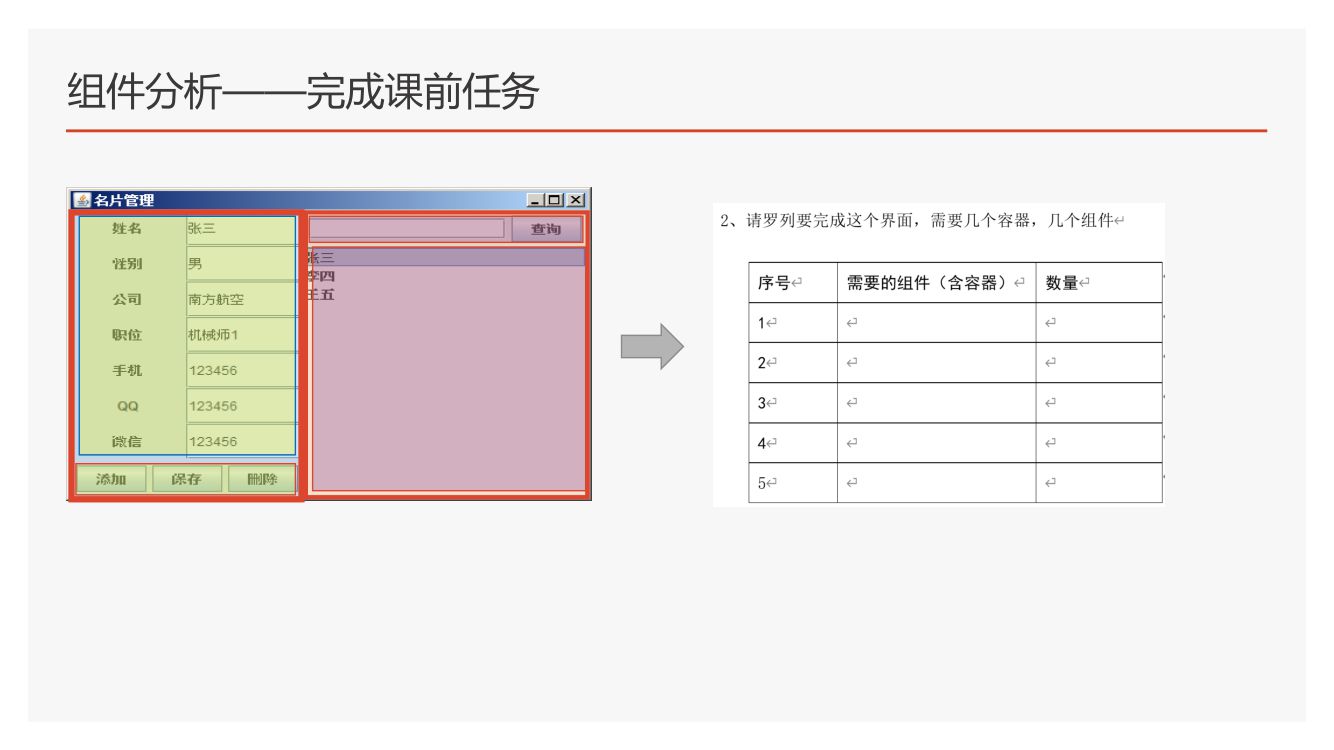 组件分析——完成课前任务
名片管理
姓名 张三
性别 男
公司 南方航空
职位 机械师1
手机 123456
QQ 123456
微信 123456
添加 保存 删除
查询
张三
李四
王五
2、请罗列要完成这个界面，需要几个容器，几个组件↵
序号↵ 需要的组件（含容器）↵ 数量↵
1↵ ↵ ↵
2↵ ↵ ↵
3↵ ↵ ↵
4↵ ↵ ↵
5↵ ↵ ↵